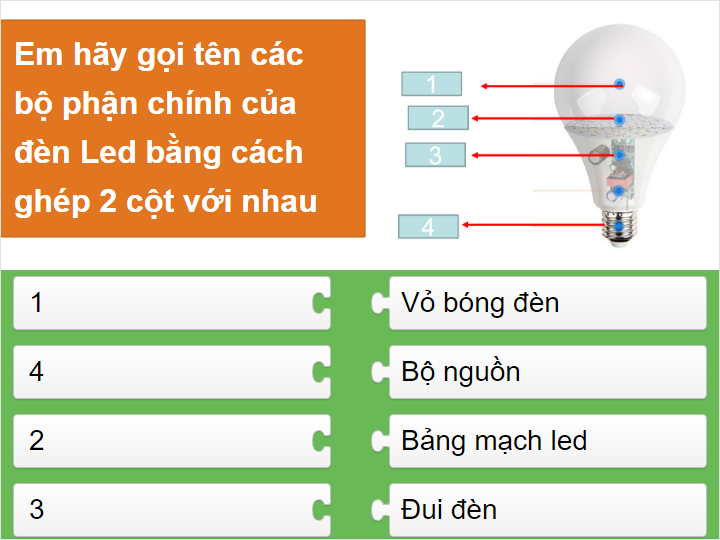 Em hãy gọi tên các
bộ phận chính của
đèn Led bằng cách
ghép 2 cột với nhau
1
2
3
4
1
Vỏ bóng đèn
4
Bộ nguồn
2
Bảng mạch led
3
Đui đèn